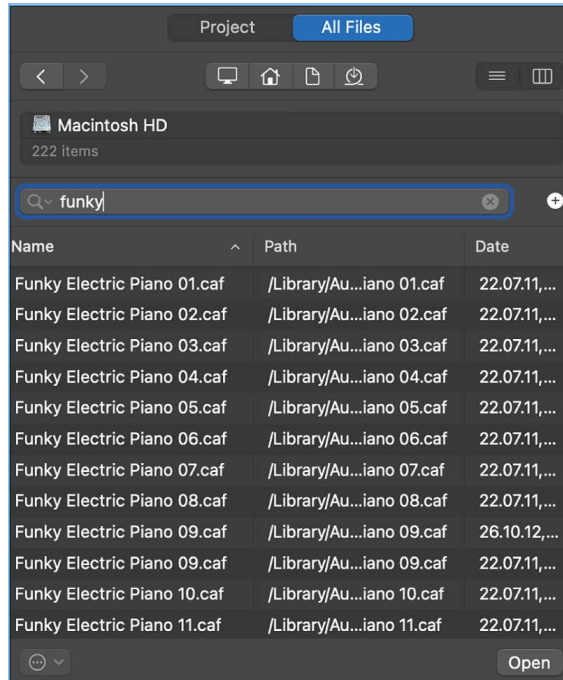 Project All Files
Macintosh HD
222 items
funky
Name Path Date
Funky Electric Piano 01.caf /Library/Au...iano 01.caf 22.07.11,...
Funky Electric Piano 02.caf /Library/Au...iano 02.caf 22.07.11,...
Funky Electric Piano 03.caf /Library/Au...iano 03.caf 22.07.11,...
Funky Electric Piano 04.caf /Library/Au...iano 04.caf 22.07.11,...
Funky Electric Piano 05.caf /Library/Au...iano 05.caf 22.07.11,...
Funky Electric Piano 06.caf /Library/Au...iano 06.caf 22.07.11,...
Funky Electric Piano 07.caf /Library/Au...iano 07.caf 22.07.11,...
Funky Electric Piano 08.caf /Library/Au...iano 08.caf 22.07.11,...
Funky Electric Piano 09.caf /Library/Au...iano 09.caf 26.10.12,...
Funky Electric Piano 09.caf /Library/Au...iano 09.caf 22.07.11,...
Funky Electric Piano 10.caf /Library/Au...iano 10.caf 22.07.11,...
Funky Electric Piano 11.caf /Library/Au...iano 11.caf 22.07.11,...
Open